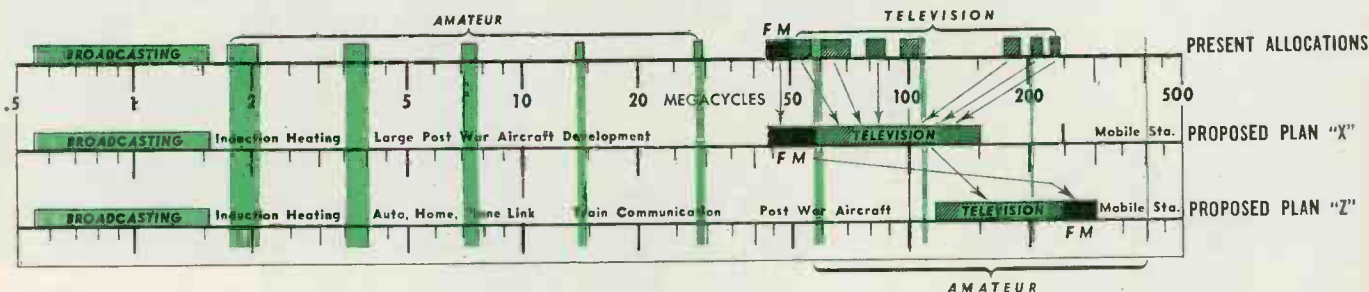 AMATEUR
TELEVISION
FM
BROADCASTING
PRESENT ALLOCATIONS
.5 1 2 5 10 20 MEGACYCLES 50 100 200 500
BROADCASTING Induction Heating Large Post War Aircraft Development TELEVISION Mobile Sta. PROPOSED PLAN "X"
FM
BROADCASTING Induction Heating Auto, Home, Link Train Communication Post War Aircraft TELEVISION Mobile Sta. PROPOSED PLAN "Z"
FM
AMATEUR